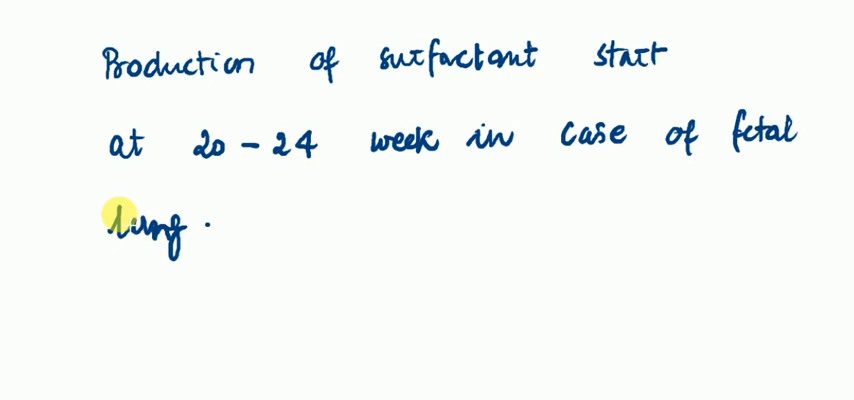 Production of surfactant start
at 20 - 24 week in case of fetal
lung.